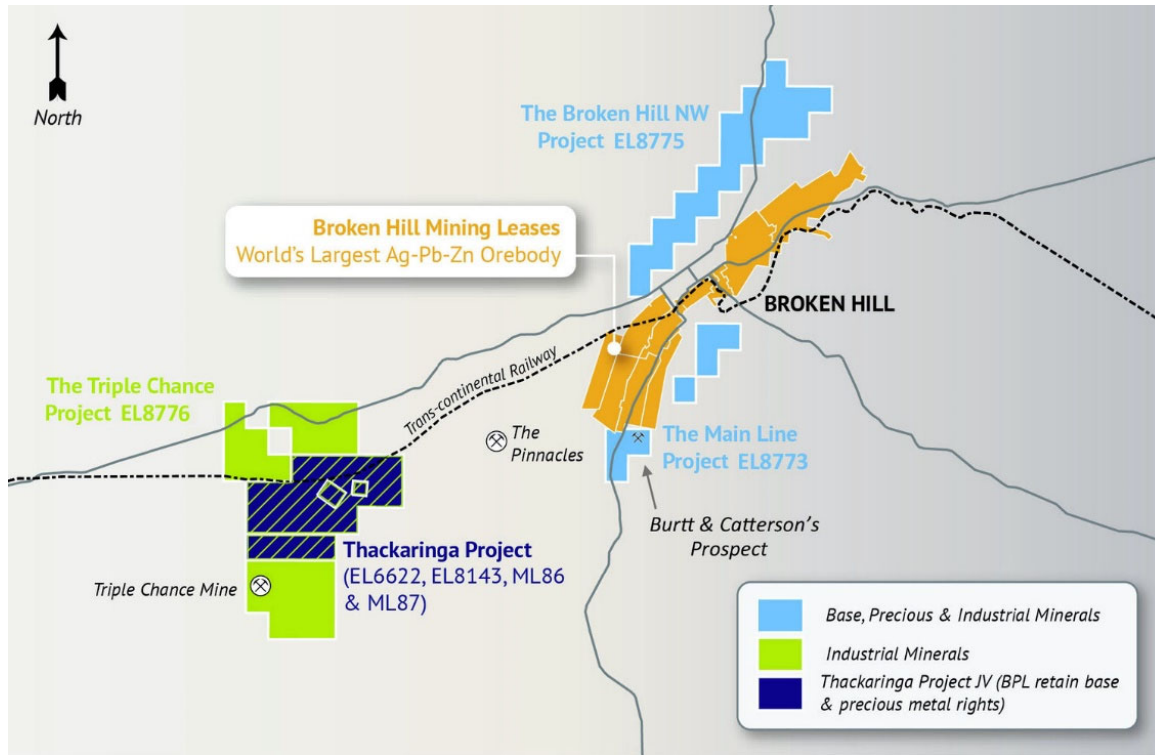 North
The Broken Hill NW
Project EL8775
Broken Hill Mining Leases
World's Largest Ag-Pb-Zn Orebody
BROKEN HILL
Trans-continental Railway
The Triple Chance
Project EL8776
The
Pinnacles
The Main Line
Project EL8773
Burtt & Catterson's
Prospect
Thackaringa Project
(EL6622, EL8143, ML86
& ML87)
Triple Chance Mine
Base, Precious & Industrial Minerals
Industrial Minerals
Thackaringa Project JV (BPL retain base
& precious metal rights)